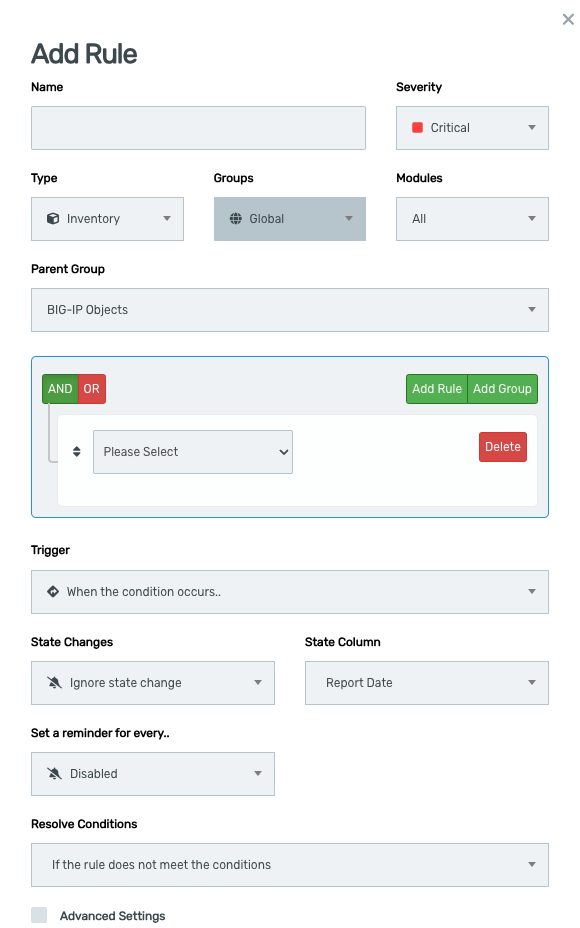 Add Rule
Name Severity
Critical
Type Groups Modules
Inventory Global All
Parent Group
BIG-IP Objects
AND OR Add Rule Add Group
Please Select Delete
Trigger
When the condition occurs..
State Changes State Column
Ignore state change Report Date
Set a reminder for every..
Disabled
Resolve Conditions
If the rule does not meet the conditions
Advanced Settings